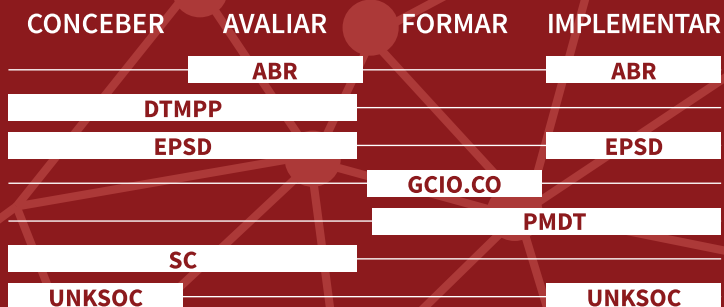 CONCEBER AVALIAR FORMAR IMPLEMENTAR
ABR ABR
DTMPP
EPSD EPSD
GCIO.CO
PMDT
SC
UNKSOC UNKSOC